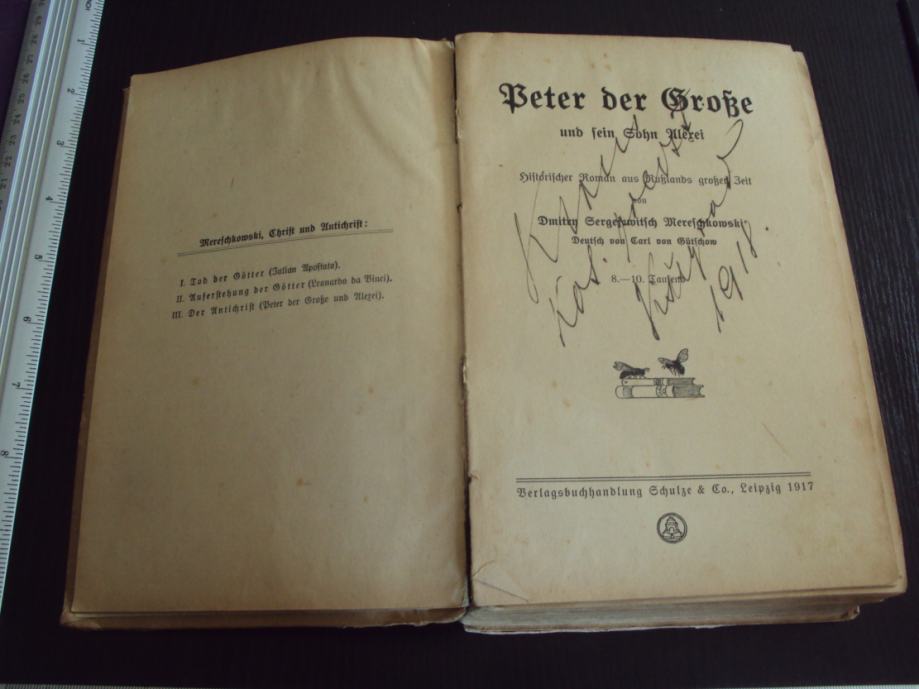 Mereschkowski, Christ und Antichrist:
I. Tod der Götter (Julian Apostata).
II. Auferstehung der Götter (Leonardo da Vinci).
III. Der Antichrist (Peter der Große und Alexei).
Peter der Große
und sein Sohn Alexei
Historischer Roman aus Rußlands großer Zeit
von
Dmitry Sergejewitsch Mereschkowski
Deutsch von Carl von Gütschow
8.—10. Tausend
1918.
Verlagsbuchhandlung Schulze & Co., Leipzig 1917